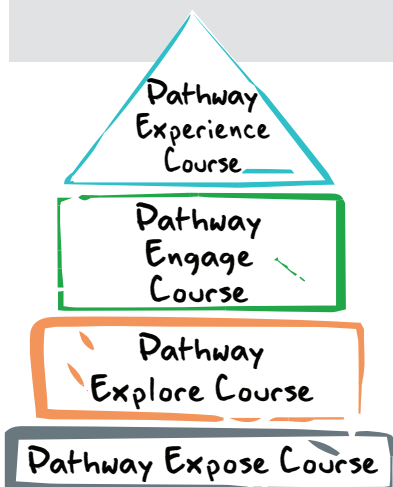 Pathway
Experience
Course
Pathway
Engage
Course
Pathway
Explore Course
Pathway Expose Course